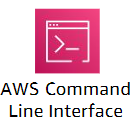 AWS Command
Line Interface